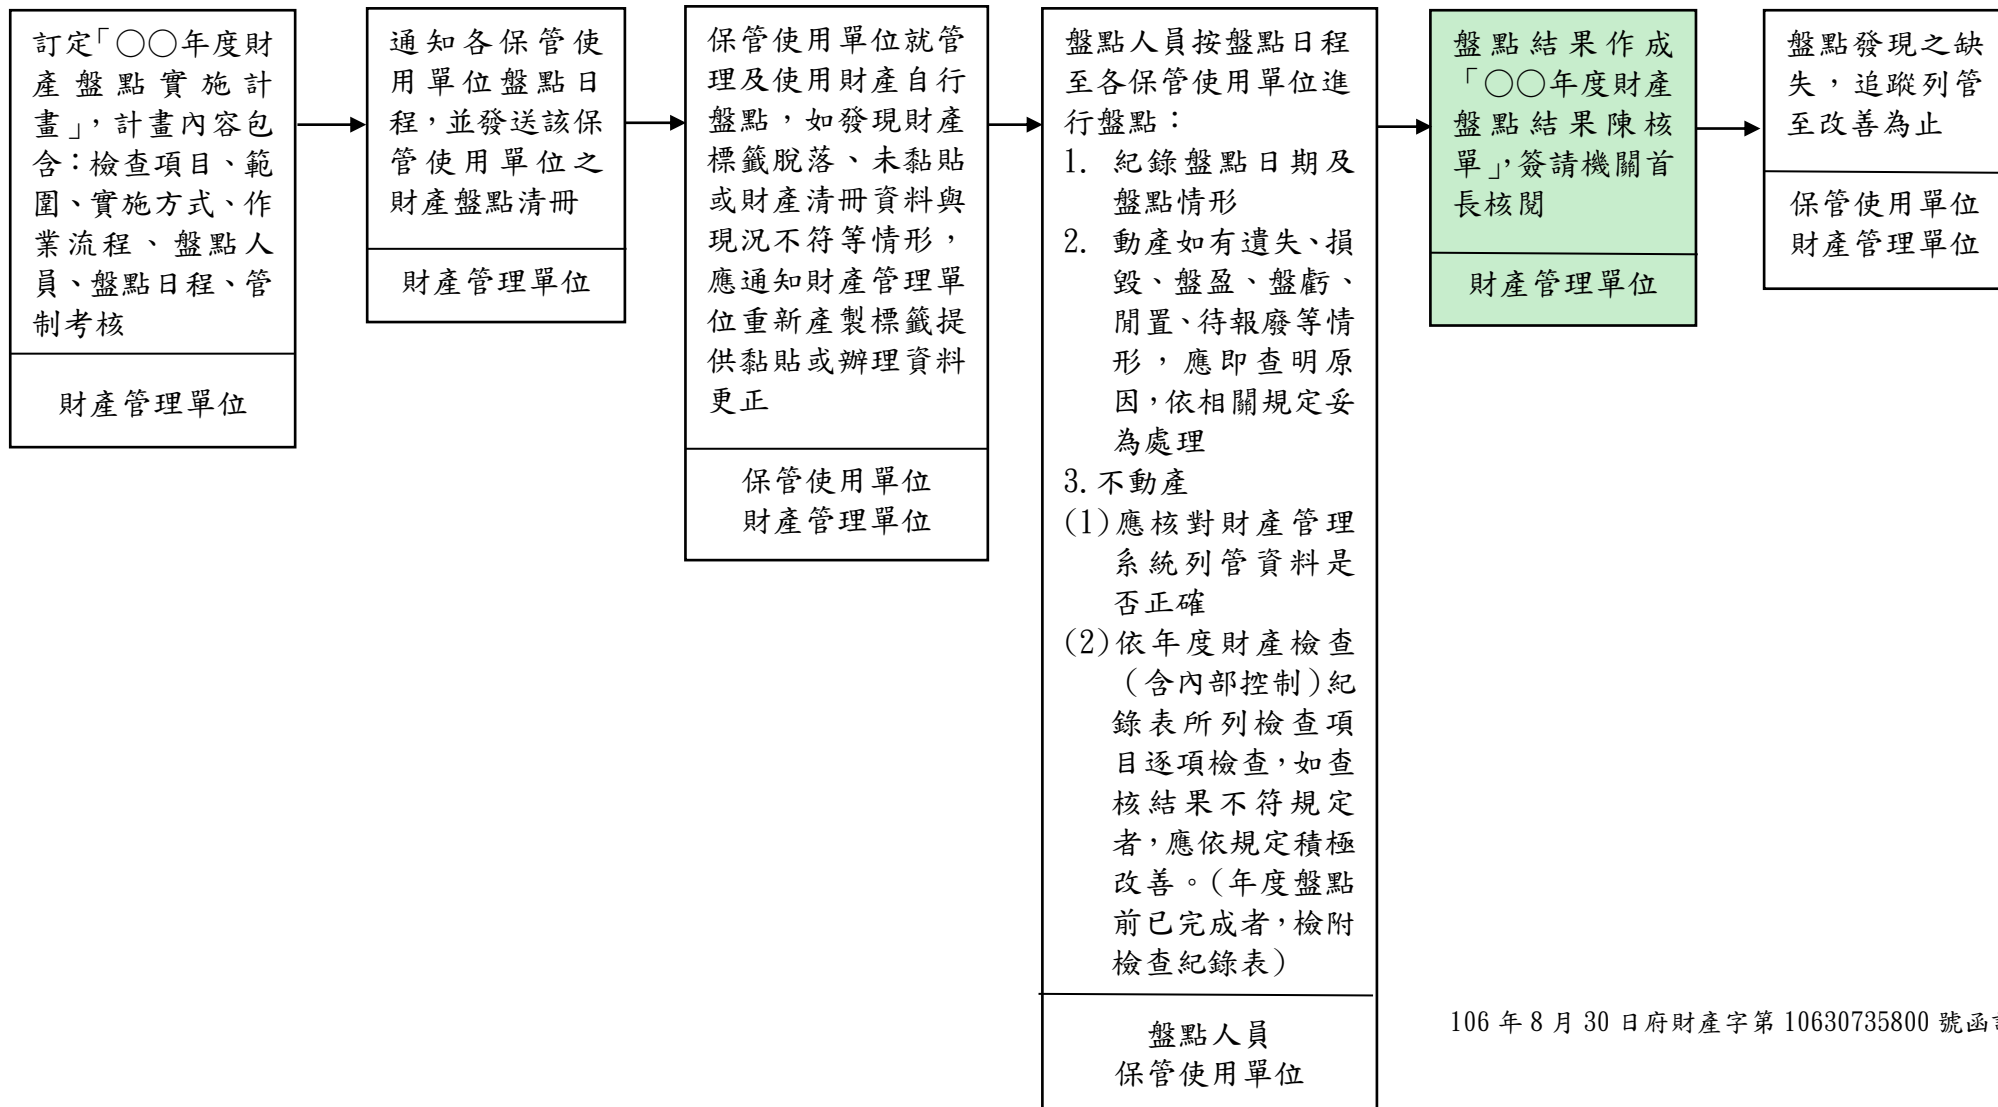 訂定「○○年度財
產盤點實施計
畫」，計畫內容包
含：檢查項目、範
圍、實施方式、作
業流程、盤點人
員、盤點日程、管
制考核
財產管理單位
通知各保管使
用單位盤點日
程，並發送該保
管使用單位之
財產盤點清冊
財產管理單位
保管使用單位就管
理及使用財產自行
盤點，如發現財產
標籤脫落、未黏貼
或財產清冊資料與
現況不符等情形，
應通知財產管理單
位重新產製標籤提
供黏貼或辦理資料
更正
保管使用單位
財產管理單位
盤點人員按盤點日程
至各保管使用單位進
行盤點：
1. 紀錄盤點日期及
盤點情形
2. 動產如有遺失、損
毀、盤盈、盤虧、
閒置、待報廢等情
形，應即查明原
因，依相關規定妥
為處理
3.不動產
(1)應核對財產管理
系統列管資料是
否正確
(2)依年度財產檢查
（含內部控制）紀
錄表所列檢查項
目逐項檢查，如查
核結果不符規定
者，應依規定積極
改善。（年度盤點
前已完成者，檢附
檢查紀錄表）
盤點人員
保管使用單位
盤點結果作成
「○○年度財產
盤點結果陳核
單」，簽請機關首
長核閱
財產管理單位
盤點發現之缺
失，追蹤列管
至改善為止
保管使用單位
財產管理單位
106 年 8 月 30 日府財產字第 10630735800 號函